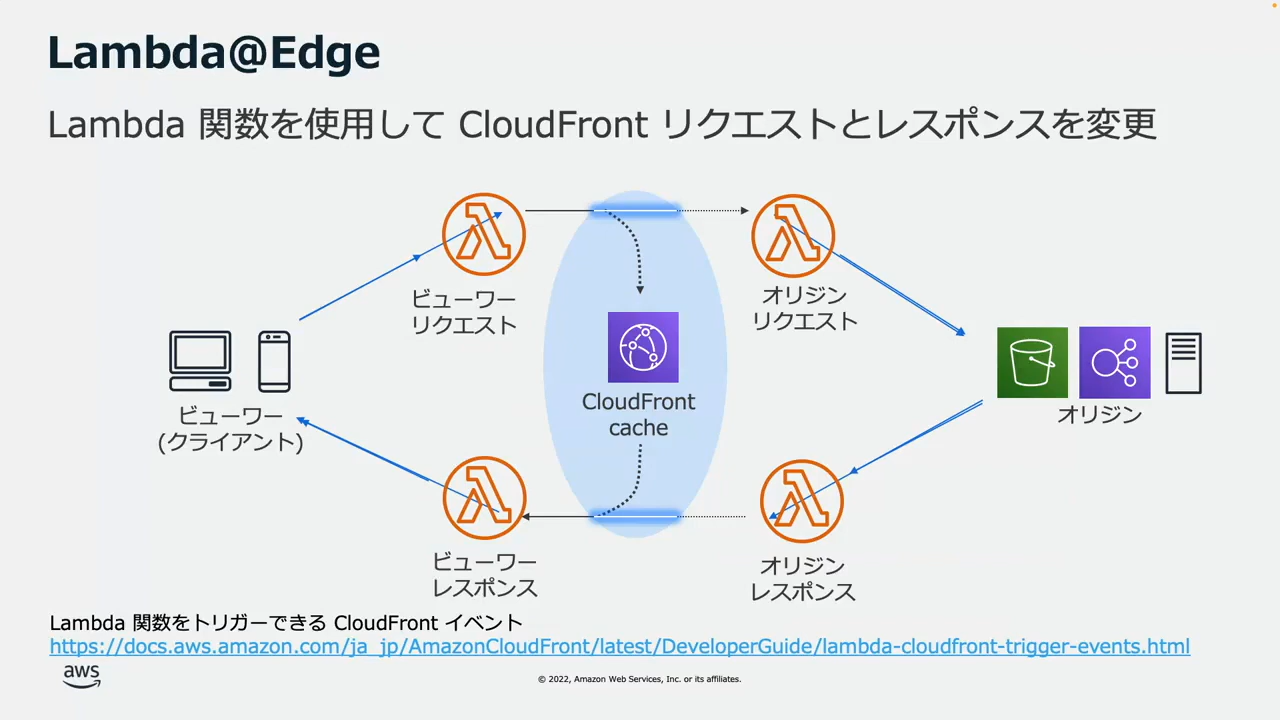 Lambda@Edge
Lambda 関数を使用して CloudFront リクエストとレスポンスを変更
ビューワー
リクエスト
オリジン
リクエスト
CloudFront
cache
ビューワー
(クライアント)
オリジン
ビューワー
レスポンス
オリジン
レスポンス
Lambda 関数をトリガーできる CloudFront イベント
https://docs.aws.amazon.com/ja_jp/AmazonCloudFront/latest/DeveloperGuide/lambda-cloudfront-trigger-events.html
aws
© 2022, Amazon Web Services, Inc. or its affiliates.